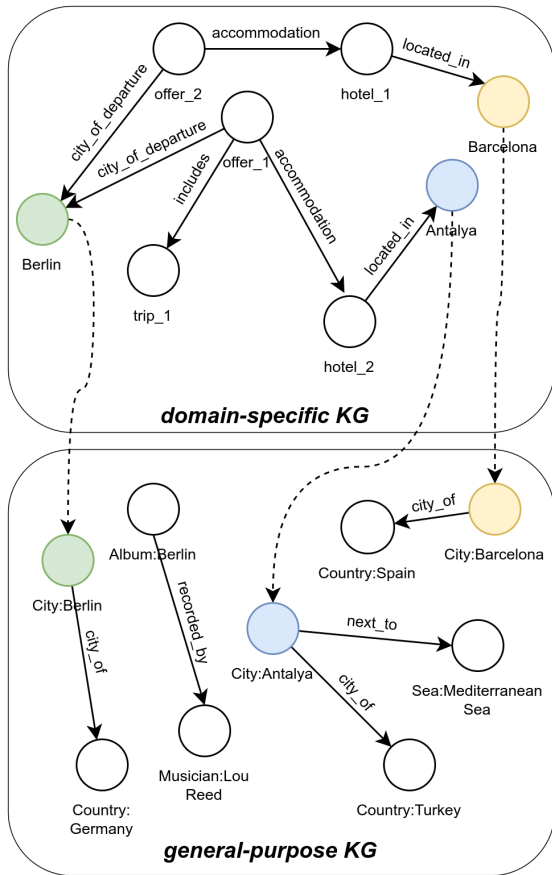 accommodation
located_in
offer_2
hotel_1
city_of_departure
Barcelona
city_of_departure
offer_1
includes
accommodation
Antalya
located_in
Berlin
trip_1
hotel_2
domain-specific KG
city_of
Album:Berlin
City:Barcelona
Country:Spain
City:Berlin
recorded_by
next_to
city_of
City:Antalya
city_of
Sea:Mediterranean
Sea
Musician:Lou
Reed
Country:
Germany
Country:Turkey
general-purpose KG